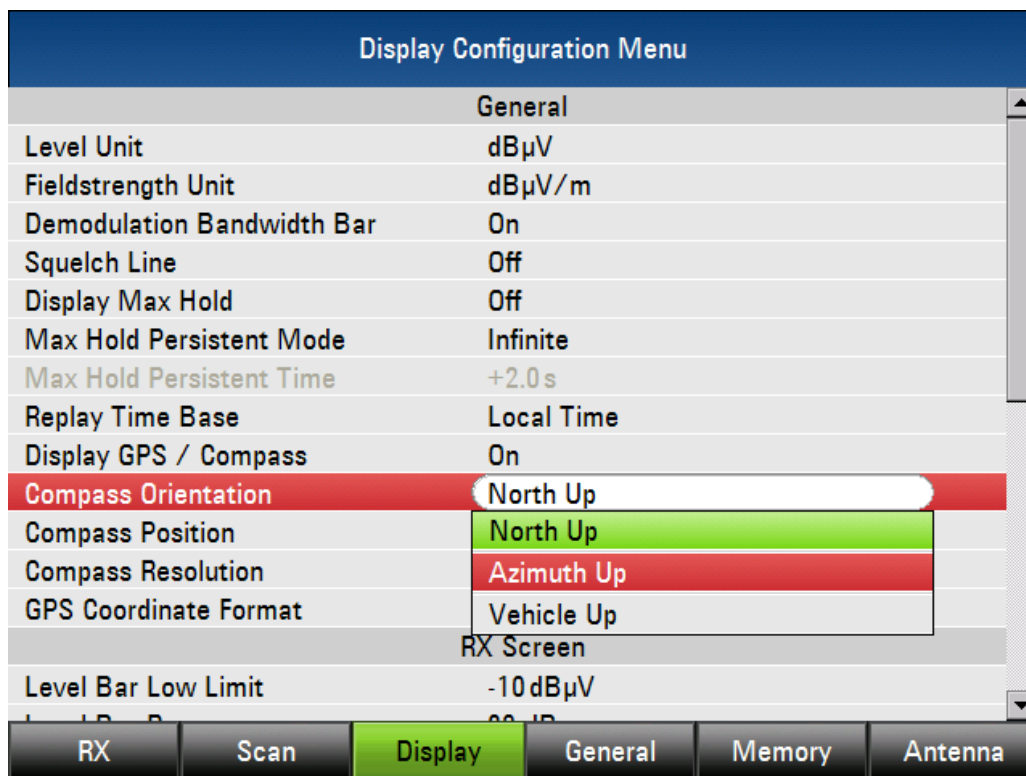 Display Configuration Menu
General
Level Unit dBµV
Fieldstrength Unit dBµV/m
Demodulation Bandwidth Bar On
Squelch Line Off
Display Max Hold Off
Max Hold Persistent Mode Infinite
Max Hold Persistent Time +2.0 s
Replay Time Base Local Time
Display GPS / Compass On
Compass Orientation North Up
Compass Position North Up
Compass Resolution Azimuth Up
GPS Coordinate Format Vehicle Up
RX Screen
Level Bar Low Limit -10 dBµV
RX Scan Display General Memory Antenna